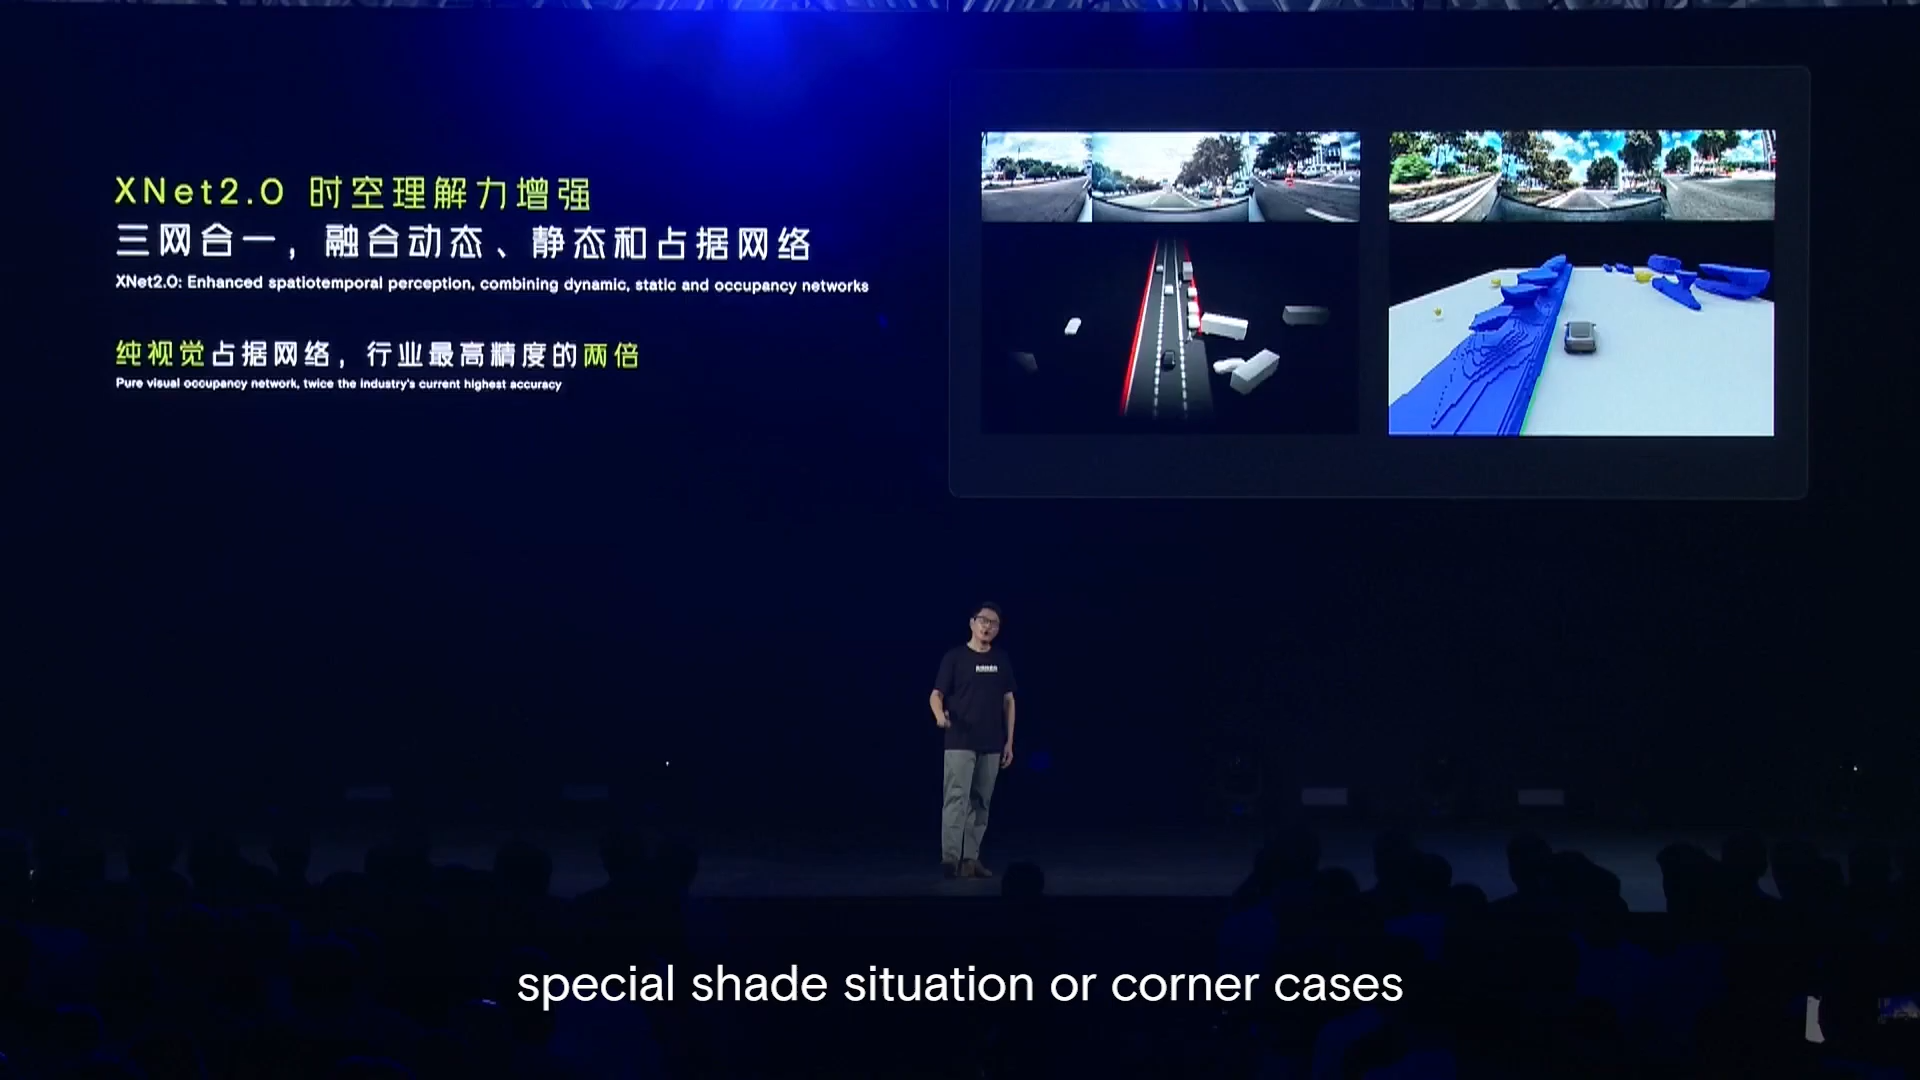 XNet2.0 时空理解力增强
三网合一，融合动态、静态和占据网络
XNet2.0: Enhanced spatiotemporal perception, combining dynamic, static and occupancy networks
纯视觉占据网络，行业最高精度的两倍
Pure visual occupancy network, twice the industry's current highest accuracy
special shade situation or corner cases